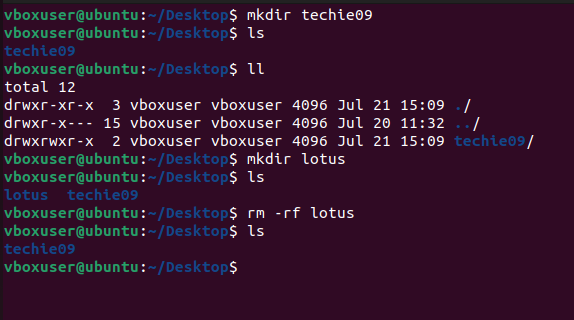 vboxuser@ubuntu:~/Desktop$ mkdir techie09
vboxuser@ubuntu:~/Desktop$ ls
techie09
vboxuser@ubuntu:~/Desktop$ ll
total 12
drwxr-xr-x  3 vboxuser vboxuser 4096 Jul 21 15:09 ./
drwxr-x--- 15 vboxuser vboxuser 4096 Jul 20 11:32 ../
drwxrwxr-x  2 vboxuser vboxuser 4096 Jul 21 15:09 techie09/
vboxuser@ubuntu:~/Desktop$ mkdir lotus
vboxuser@ubuntu:~/Desktop$ ls
lotus  techie09
vboxuser@ubuntu:~/Desktop$ rm -rf lotus
vboxuser@ubuntu:~/Desktop$ ls
techie09
vboxuser@ubuntu:~/Desktop$